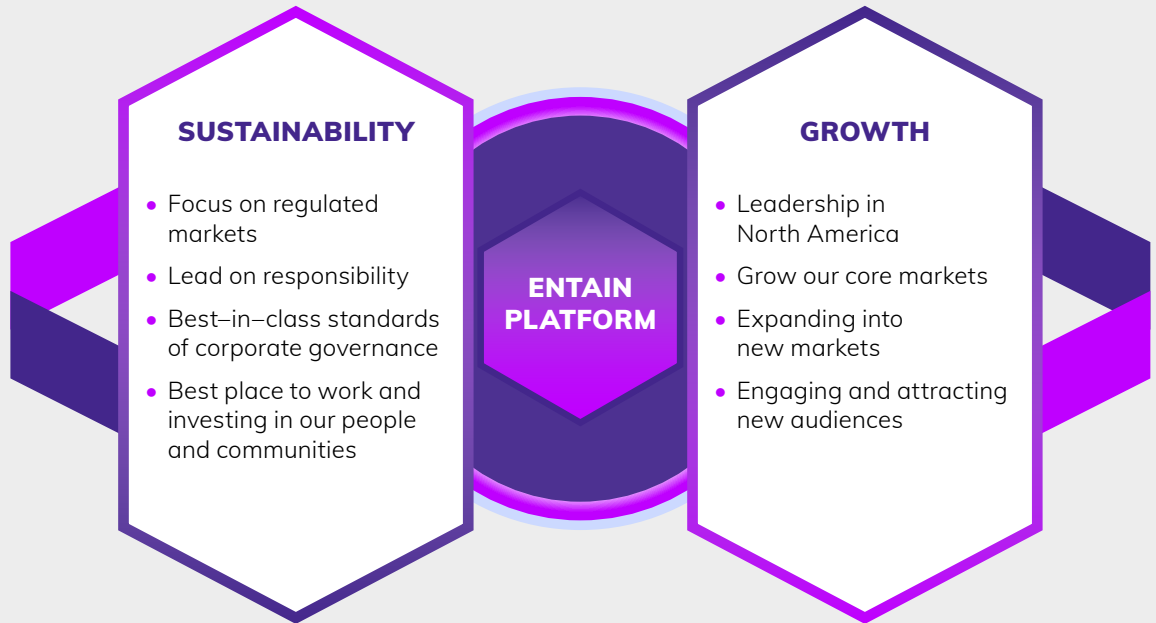 SUSTAINABILITY
• Focus on regulated
markets
• Lead on responsibility
• Best–in–class standards
of corporate governance
• Best place to work and
investing in our people
and communities
ENTAIN
PLATFORM
GROWTH
• Leadership in
North America
• Grow our core markets
• Expanding into
new markets
• Engaging and attracting
new audiences